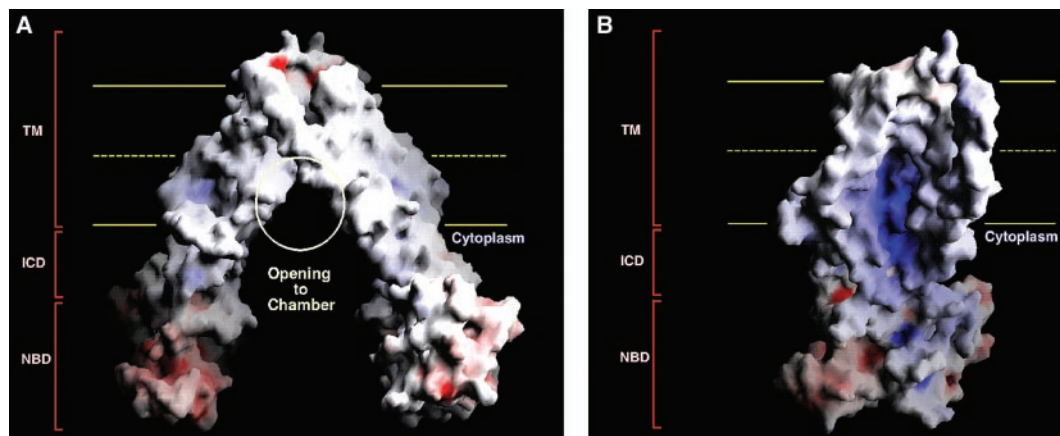 A
TM
ICD
NBD
Cytoplasm
Opening
to
Chamber
B
TM
ICD
NBD
Cytoplasm